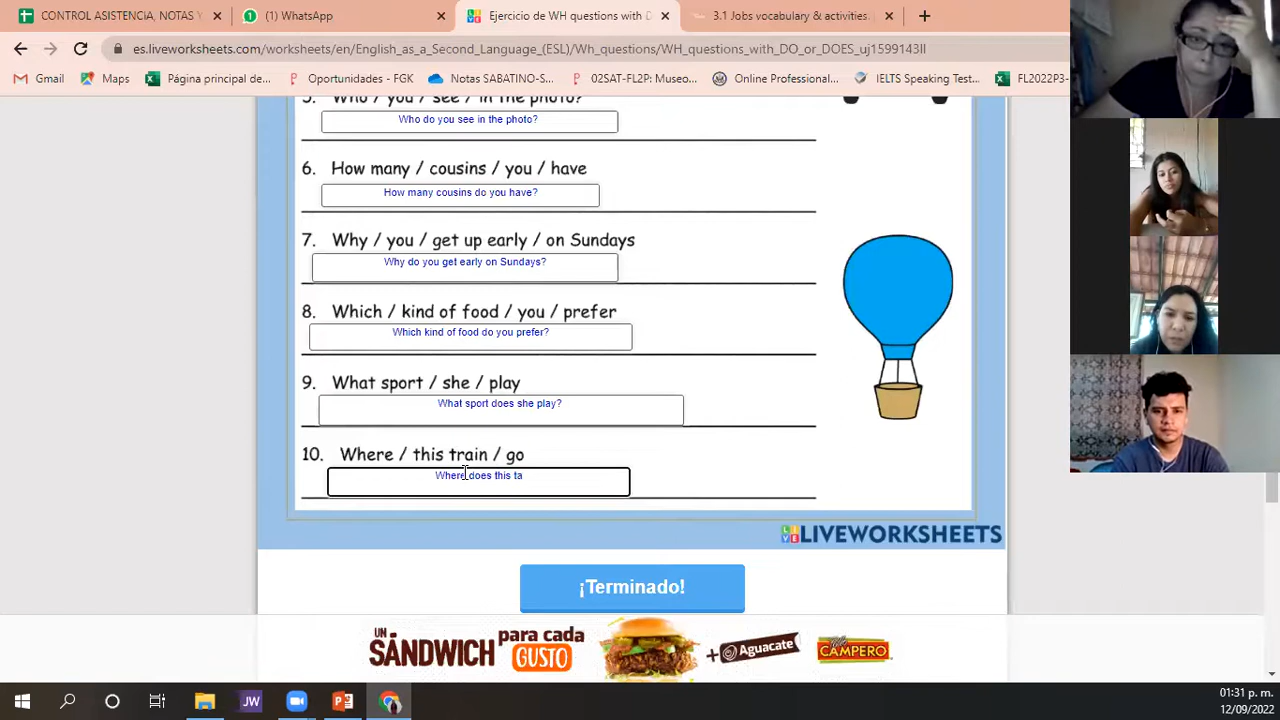 CONTROL ASISTENCIA, NOTAS Y
(1) WhatsApp
Ejercicio de WH questions with D
3.1 Jobs vocabulary & activities.
es.liveworksheets.com/worksheets/en/English_as_a_Second_Language_(ESL)/Wh_questions/WH_questions_with_DO_or_DOES_uj1599143ll
Gmail
Maps
Página principal de...
Oportunidades - FGK
Notas SABATINO-S...
02SAT-FL2P: Museo...
Online Professional...
IELTS Speaking Test...
FL2022P3-
5. Who / you / see / in the photo?
Who do you see in the photo?
6. How many / cousins / you / have
How many cousins do you have?
7. Why / you / get up early / on Sundays
Why do you get early on Sundays?
8. Which / kind of food / you / prefer
Which kind of food do you prefer?
9. What sport / she / play
What sport does she play?
10. Where / this train / go
Where does this ta
LIVEWORKSHEETS
¡Terminado!
UN SÁNDWICH para cada GUSTO
+ Aguacate
CAMPERO
JW
01:31 p. m.
12/09/2022